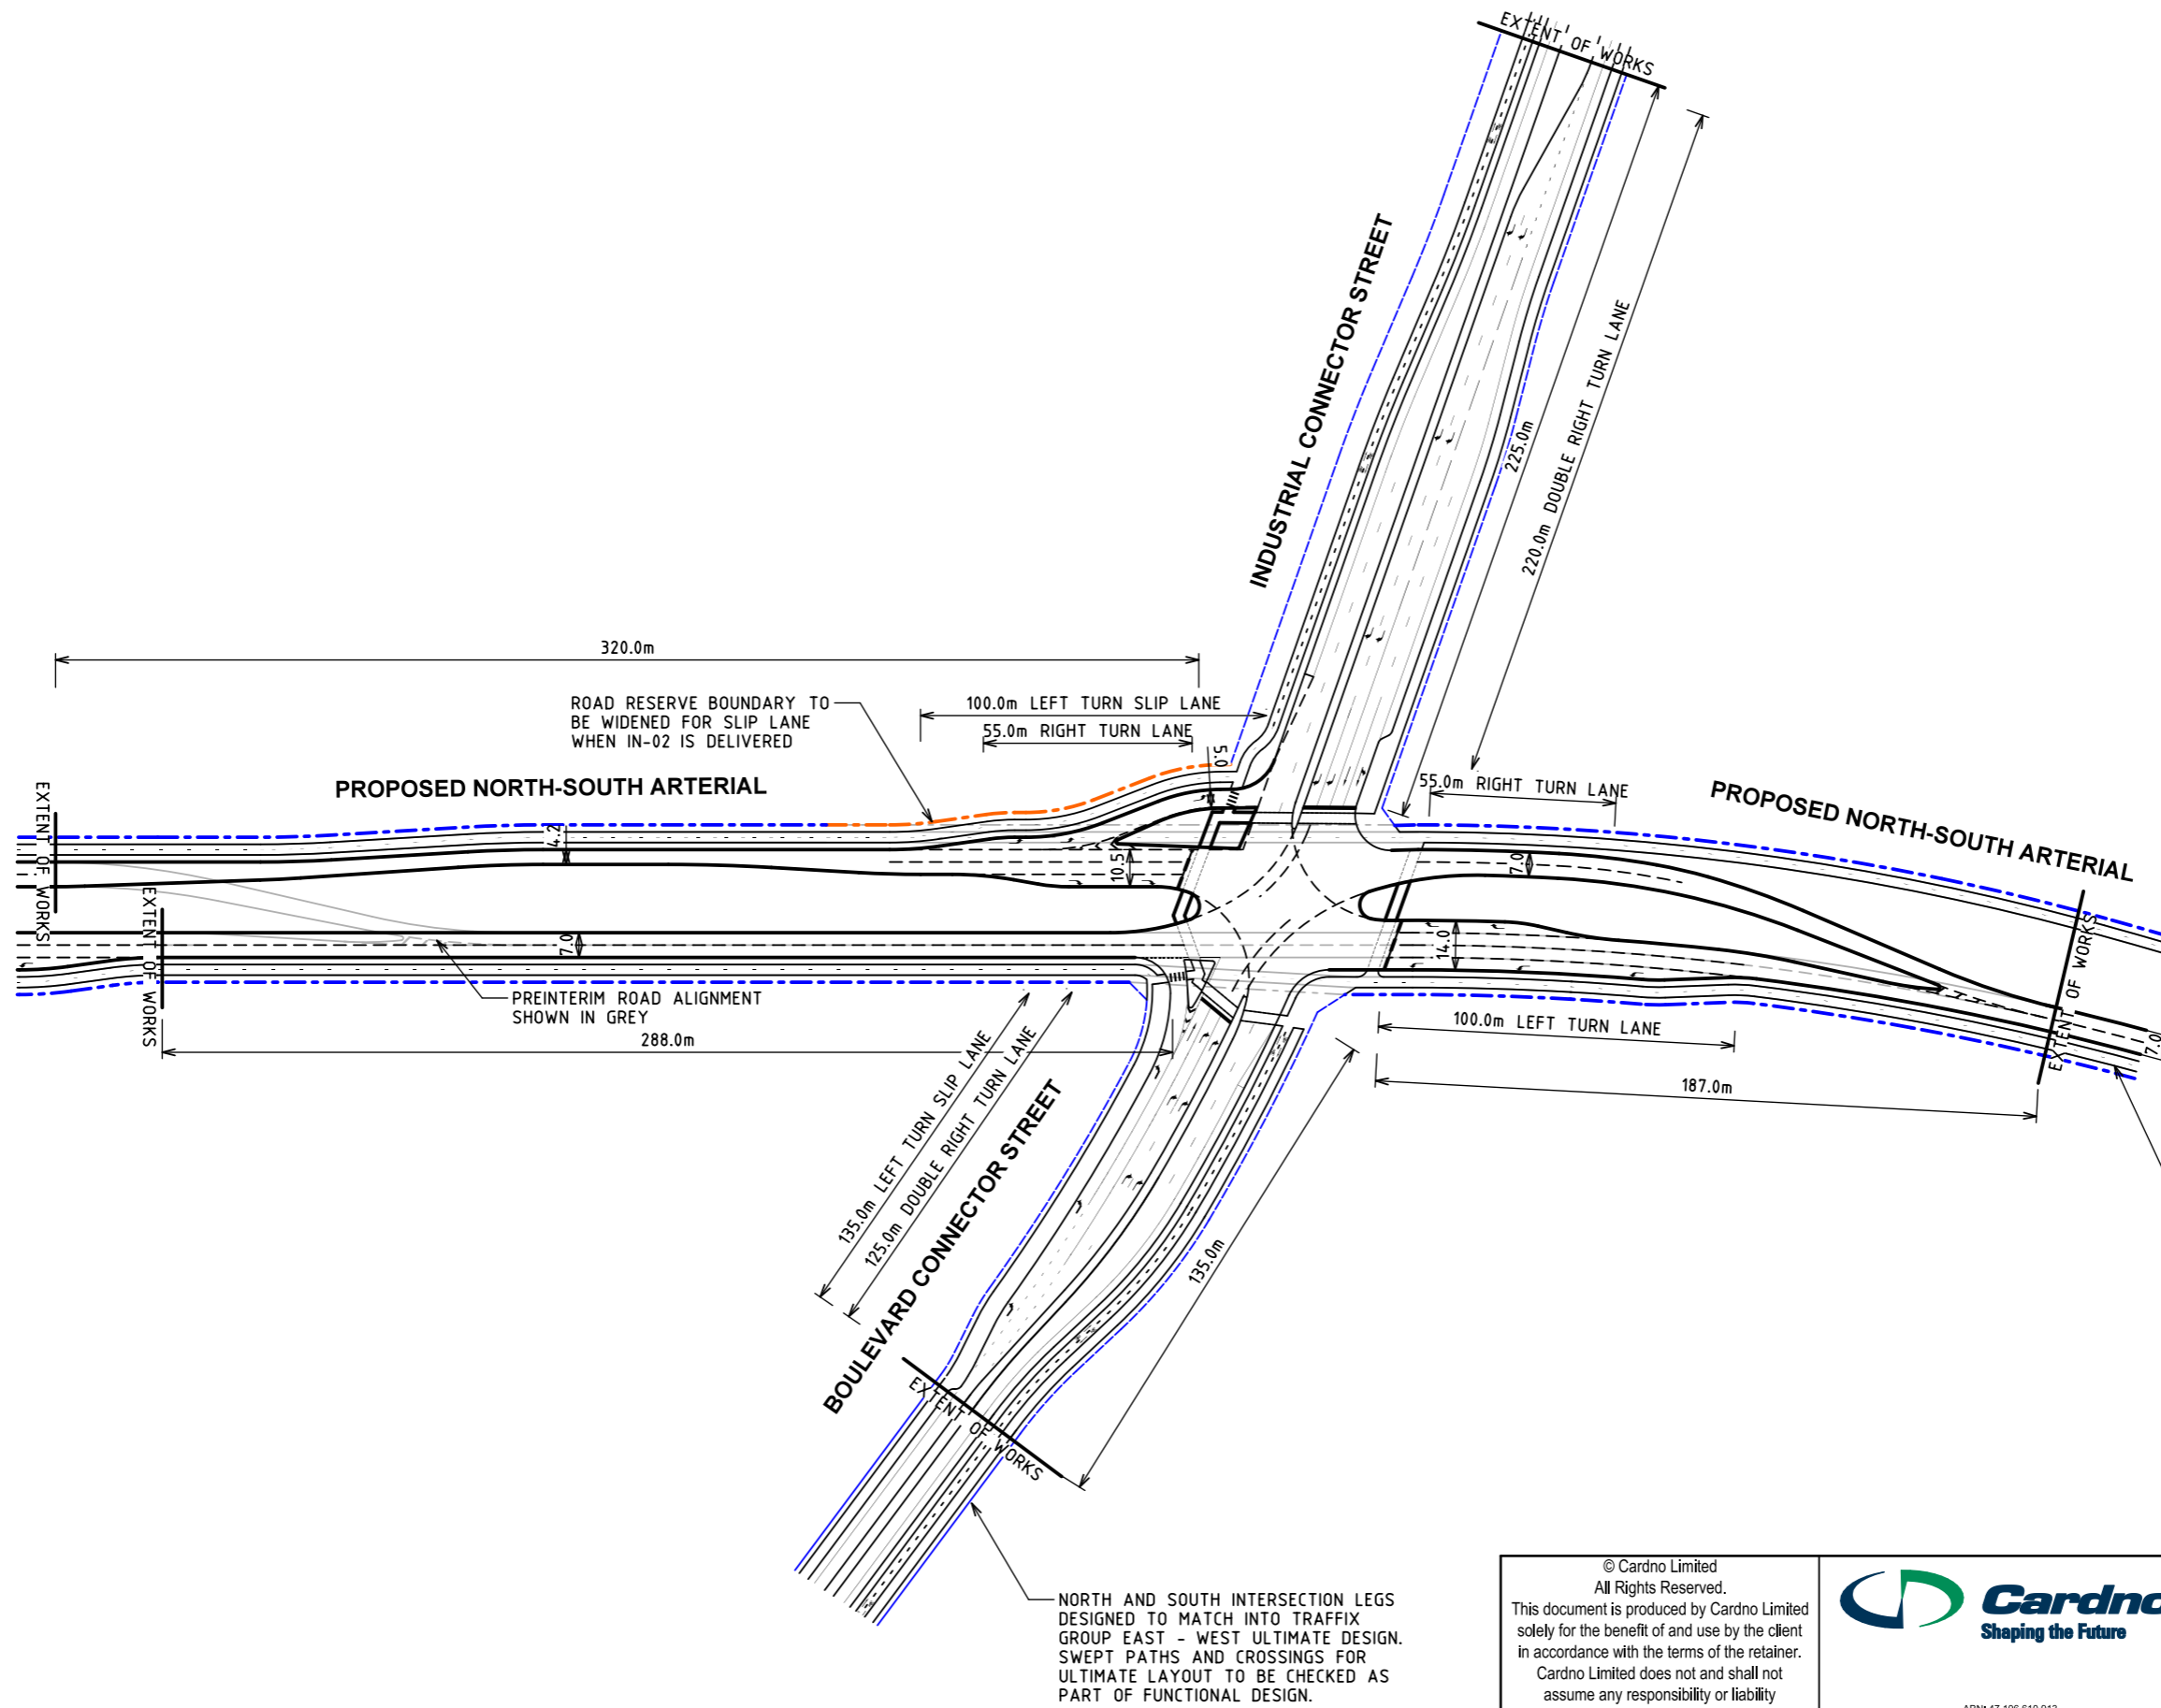 EXTENT OF WORKS
INDUSTRIAL CONNECTOR STREET
225.0m
220.0m DOUBLE RIGHT TURN LANE
320.0m
ROAD RESERVE BOUNDARY TO
BE WIDENED FOR SLIP LANE
WHEN IN-02 IS DELIVERED
100.0m LEFT TURN SLIP LANE
55.0m RIGHT TURN LANE
5.0
PROPOSED NORTH-SOUTH ARTERIAL
55.0m RIGHT TURN LANE
PROPOSED NORTH-SOUTH ARTERIAL
EXTENT OF WORKS
4.2
10.5
7.0
EXTENT OF WORKS
7.0
14.0
EXTENT OF WORKS
7.0
PREINTERIM ROAD ALIGNMENT
SHOWN IN GREY
288.0m
100.0m LEFT TURN LANE
187.0m
135.0m LEFT TURN SLIP LANE
125.0m DOUBLE RIGHT TURN LANE
BOULEVARD CONNECTOR STREET
135.0m
EXTENT OF WORKS
NORTH AND SOUTH INTERSECTION LEGS
DESIGNED TO MATCH INTO TRAFFIX
GROUP EAST - WEST ULTIMATE DESIGN.
SWEPT PATHS AND CROSSINGS FOR
ULTIMATE LAYOUT TO BE CHECKED AS
PART OF FUNCTIONAL DESIGN.
© Cardno Limited
All Rights Reserved.
This document is produced by Cardno Limited
solely for the benefit of and use by the client
in accordance with the terms of the retainer.
Cardno Limited does not and shall not
assume any responsibility or liability
Cardno
Shaping the Future